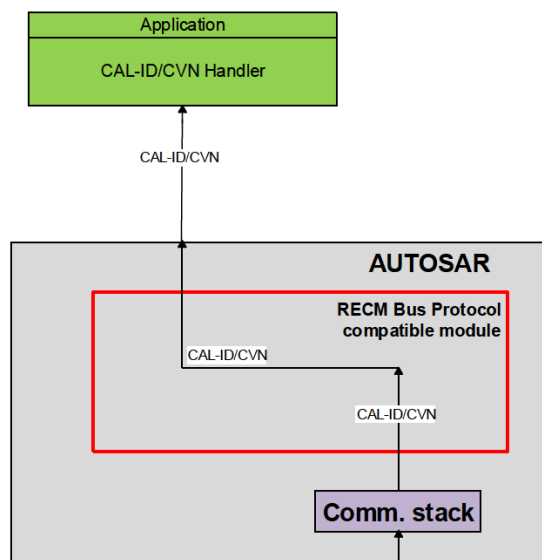 Application
CAL-ID/CVN Handler
CAL-ID/CVN
AUTOSAR
RECM Bus Protocol
compatible module
CAL-ID/CVN
CAL-ID/CVN
Comm. stack